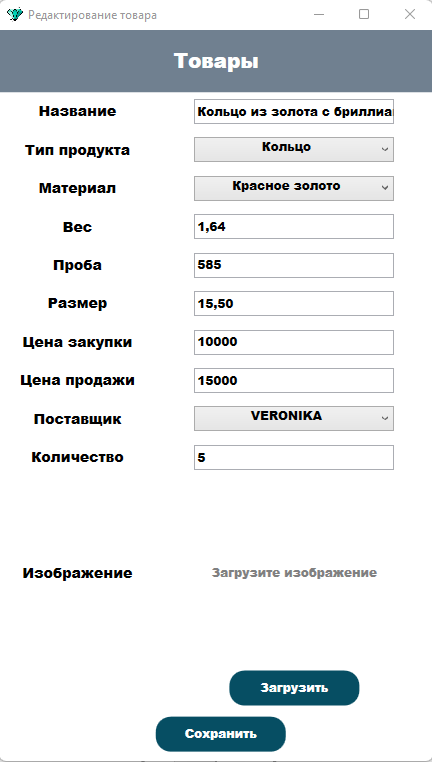 Редактирование товара
Товары
Название Кольцо из золота с бриллиа
Тип продукта Кольцо
Материал Красное золото
Вес 1,64
Проба 585
Размер 15,50
Цена закупки 10000
Цена продажи 15000
Поставщик VERONIKA
Количество 5
Изображение Загрузите изображение
Загрузить
Сохранить